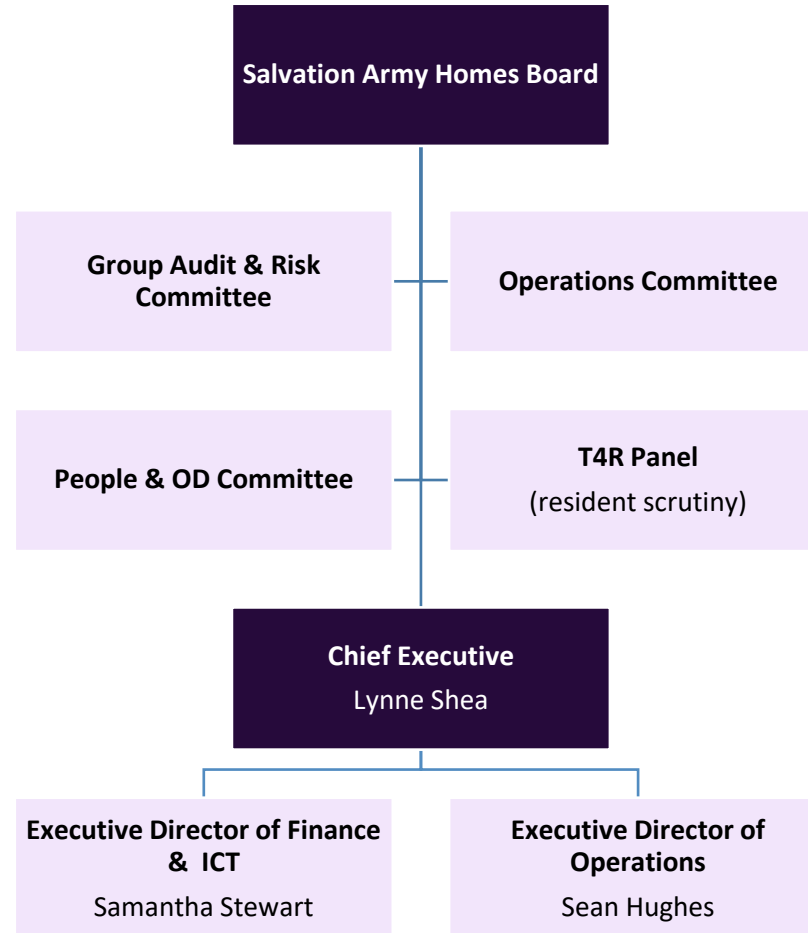 Salvation Army Homes Board
Group Audit & Risk
Committee
Operations Committee
People & OD Committee
T4R Panel
(resident scrutiny)
Chief Executive
Lynne Shea
Executive Director of Finance
& ICT
Samantha Stewart
Executive Director of
Operations
Sean Hughes